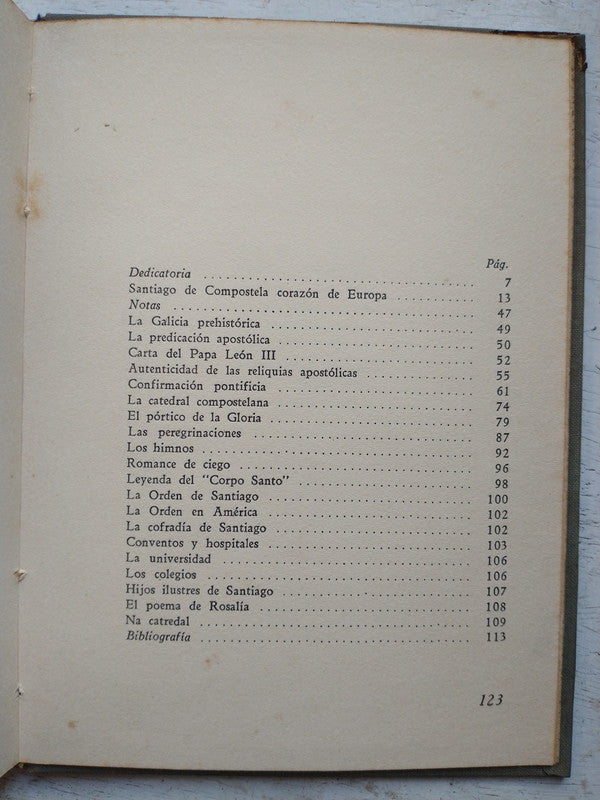 Pág.
Dedicatoria .......... 7
Santiago de Compostela corazón de Europa .......... 13
Notas .......... 47
La Galicia prehistórica .......... 49
La predicación apostólica .......... 50
Carta del Papa León III .......... 52
Autenticidad de las reliquias apostólicas .......... 55
Confirmación pontificia .......... 61
La catedral compostelana .......... 74
El pórtico de la Gloria .......... 79
Las peregrinaciones .......... 87
Los himnos .......... 92
Romance de ciego .......... 96
Leyenda del "Corpo Santo" .......... 98
La Orden de Santiago .......... 100
La Orden en América .......... 102
La cofradía de Santiago .......... 102
Conventos y hospitales .......... 103
La universidad .......... 106
Los colegios .......... 106
Hijos ilustres de Santiago .......... 107
El poema de Rosalía .......... 108
Na catredal .......... 109
Bibliografía .......... 113
123